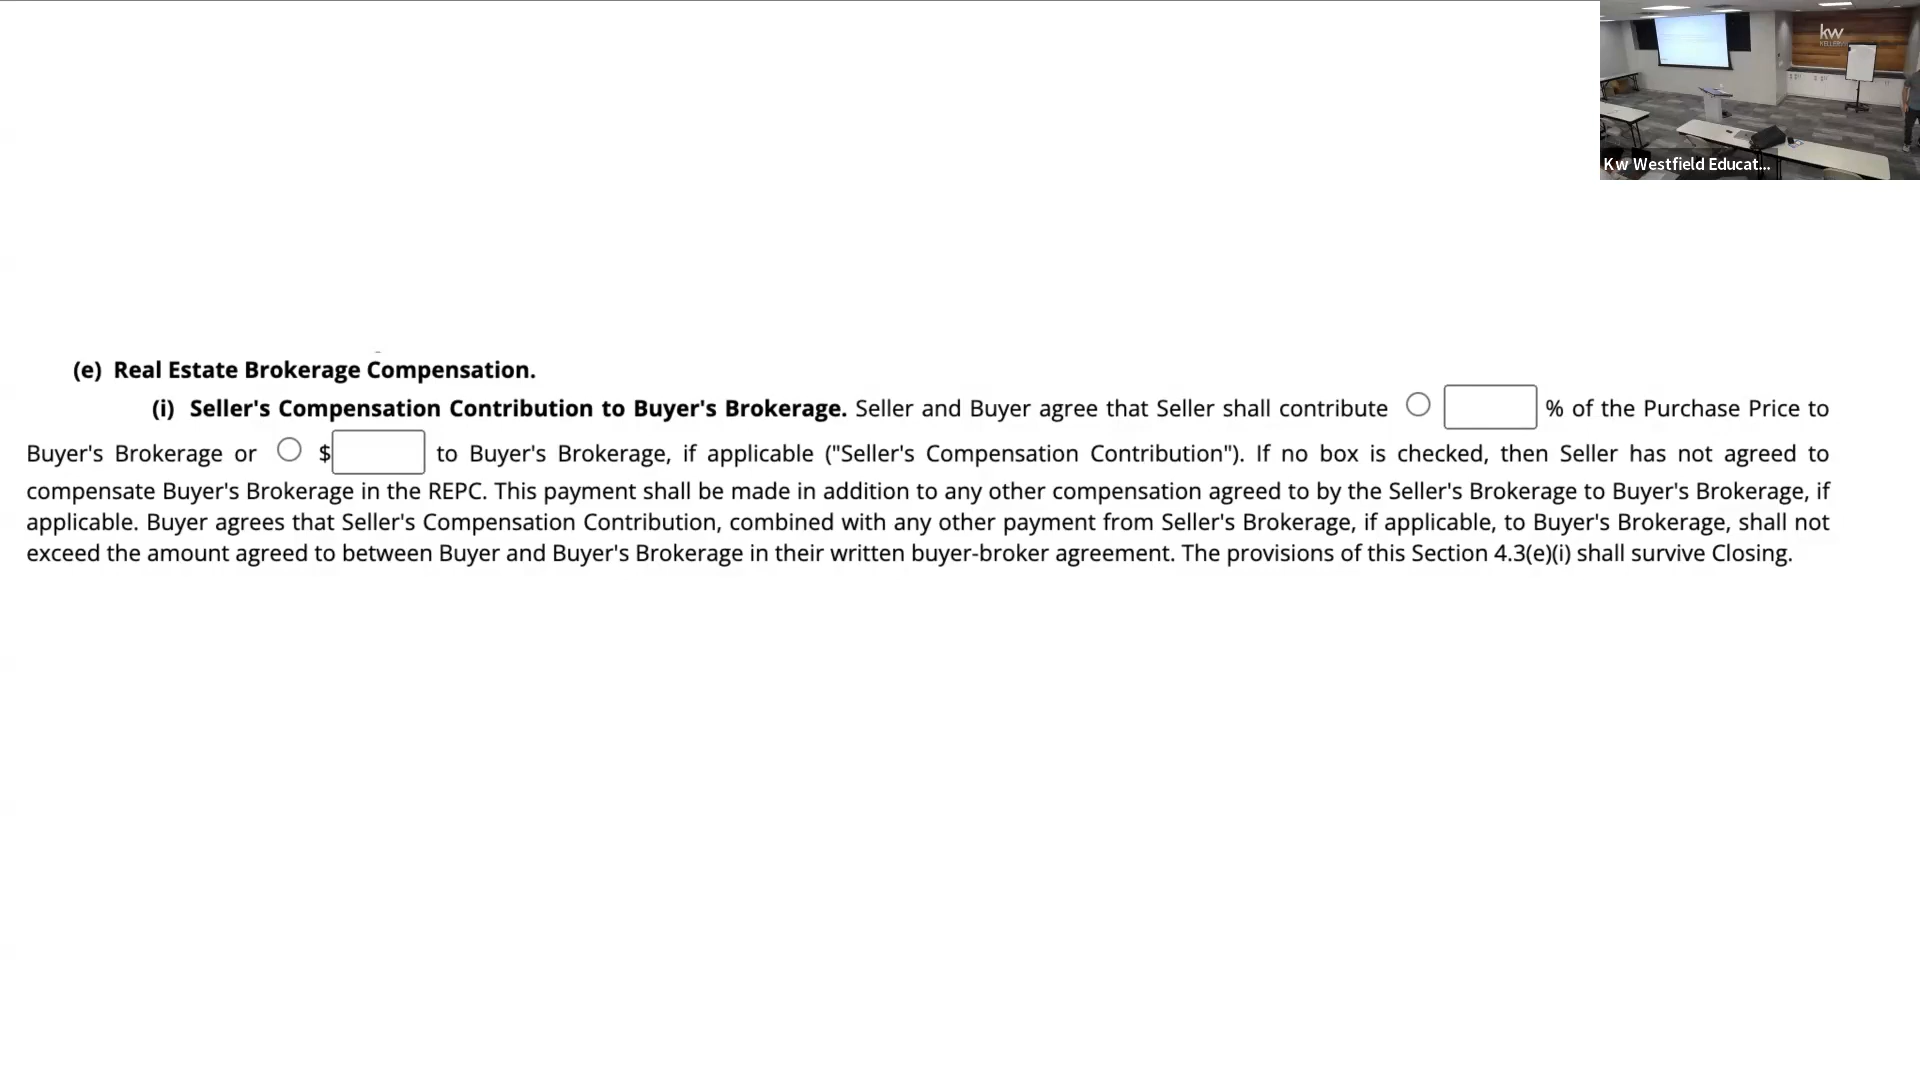 kw
Kw Westfield Educat...
(e) Real Estate Brokerage Compensation.
(i) Seller's Compensation Contribution to Buyer's Brokerage. Seller and Buyer agree that Seller shall contribute % of the Purchase Price to
Buyer's Brokerage or $ to Buyer's Brokerage, if applicable ("Seller's Compensation Contribution"). If no box is checked, then Seller has not agreed to
compensate Buyer's Brokerage in the REPC. This payment shall be made in addition to any other compensation agreed to by the Seller's Brokerage to Buyer's Brokerage, if
applicable. Buyer agrees that Seller's Compensation Contribution, combined with any other payment from Seller's Brokerage, if applicable, to Buyer's Brokerage, shall not
exceed the amount agreed to between Buyer and Buyer's Brokerage in their written buyer-broker agreement. The provisions of this Section 4.3(e)(i) shall survive Closing.